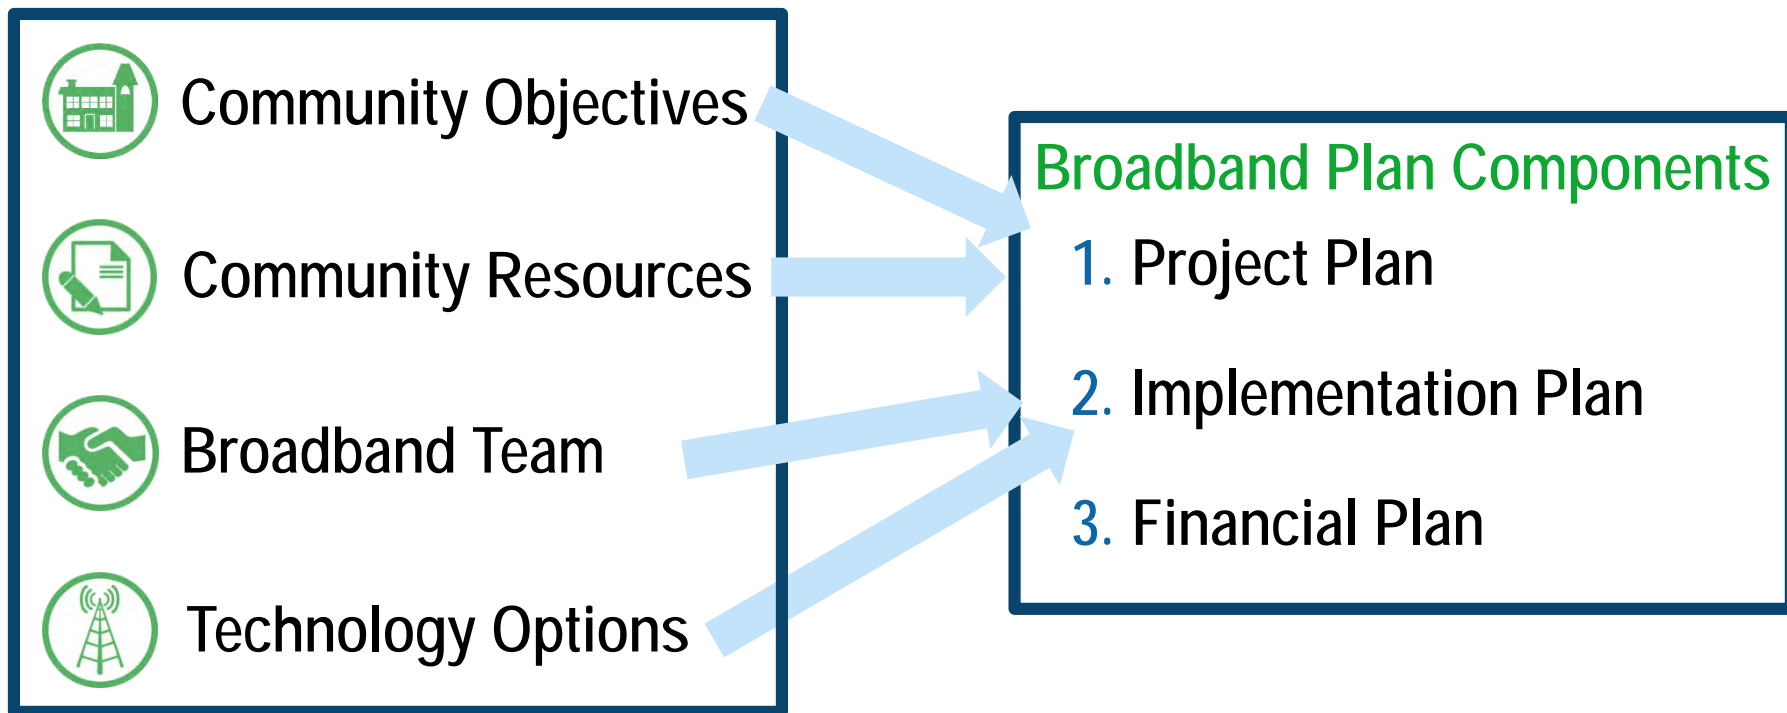 Community Objectives
Community Resources
Broadband Team
Technology Options
Broadband Plan Components
1. Project Plan
2. Implementation Plan
3. Financial Plan